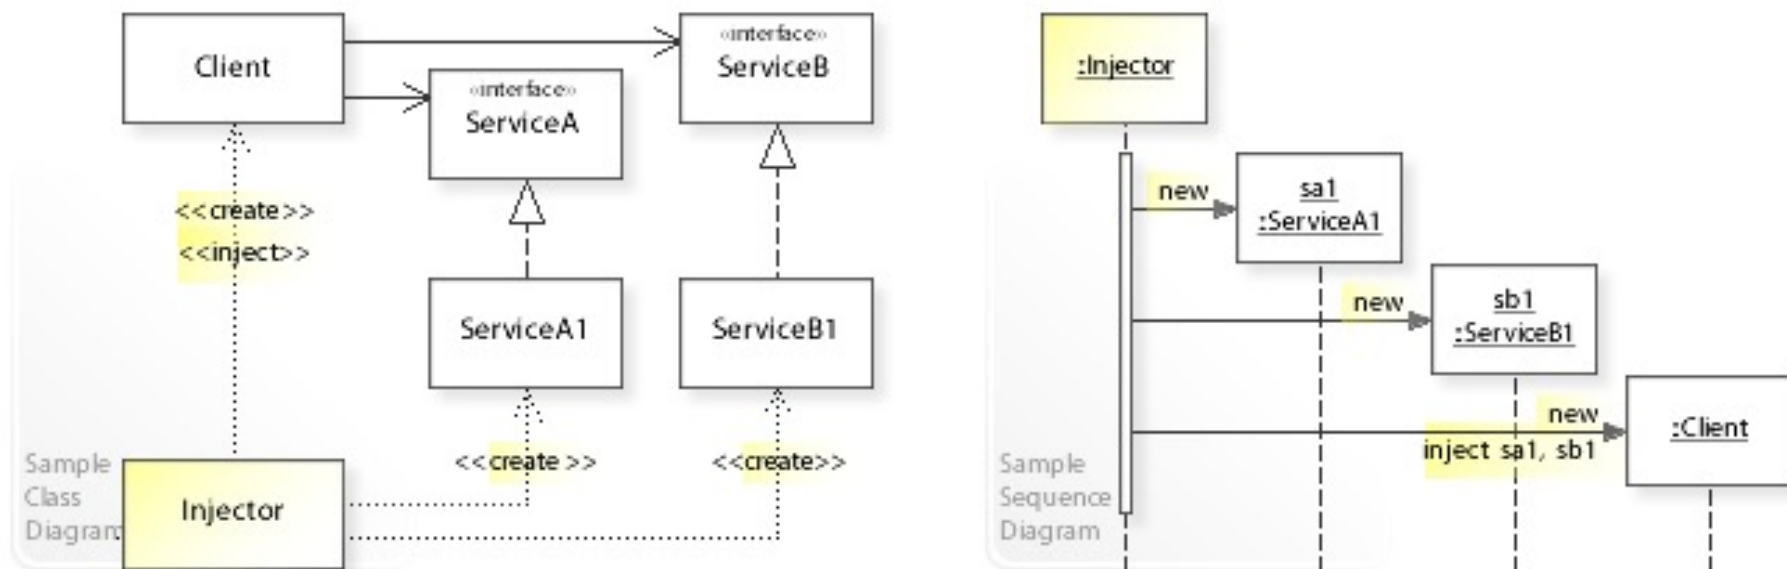 Client
«interface»
ServiceB
«interface»
ServiceA
<<create>>
<<inject>>
ServiceA1
ServiceB1
<<create >>
<<create>>
Injector
Sample
Class
Diagram
:Injector
new
sa1
:ServiceA1
new
sb1
:ServiceB1
new
inject sa1, sb1
:Client
Sample
Sequence
Diagram